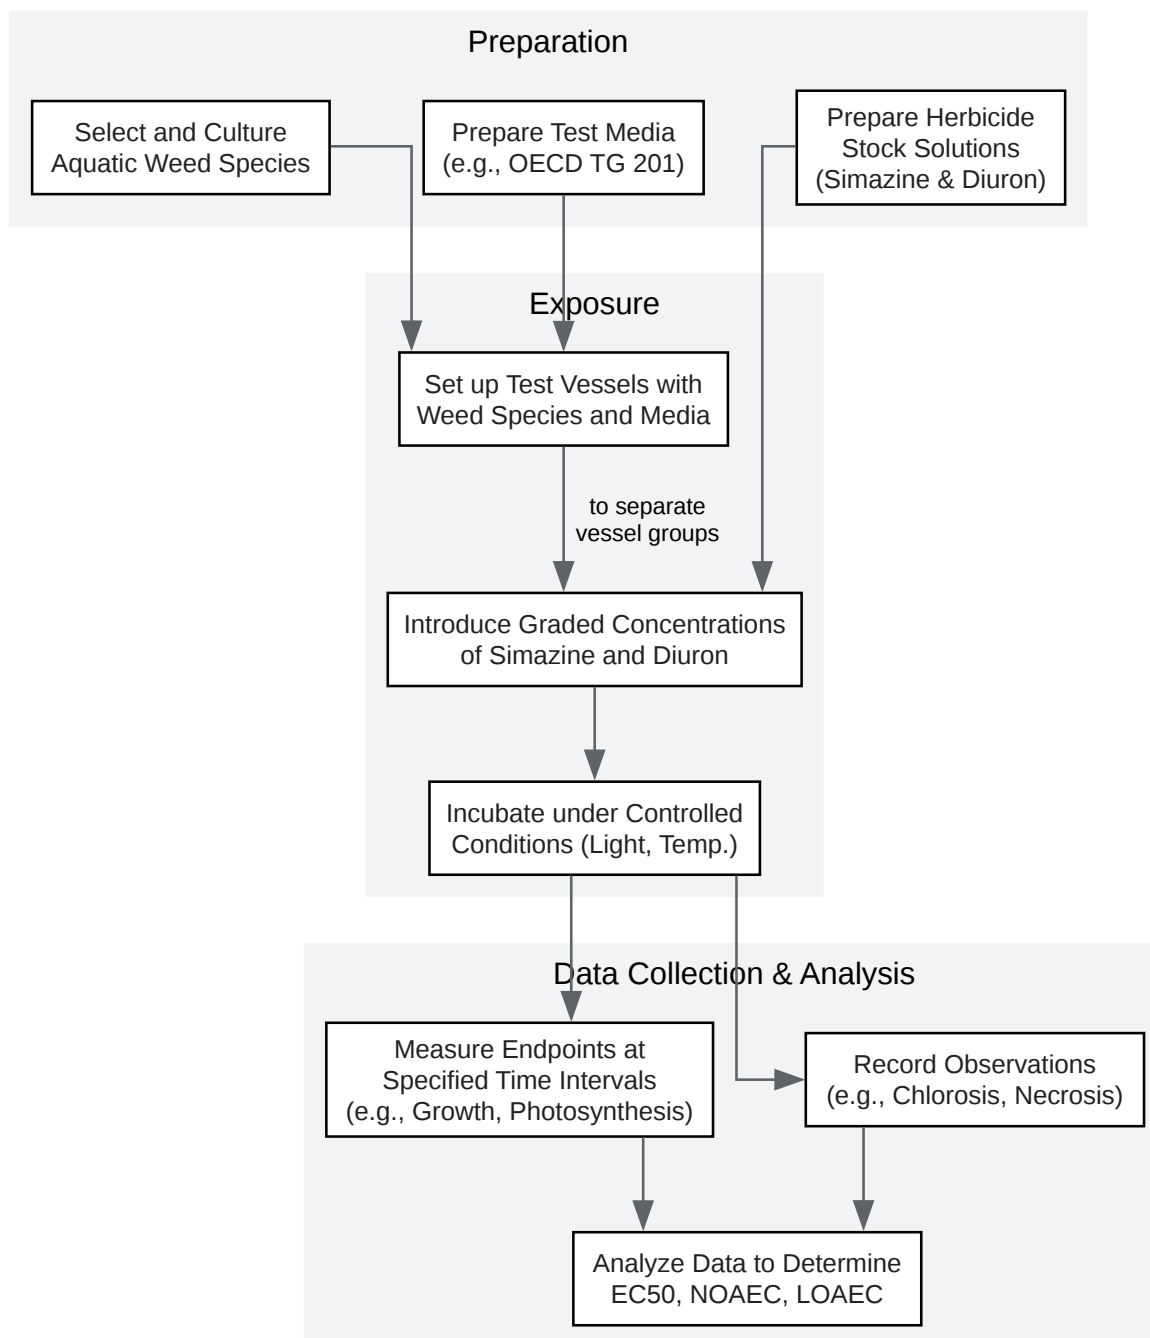 Preparation
Select and Culture
Aquatic Weed Species
Prepare Test Media
(e.g., OECD TG 201)
Prepare Herbicide
Stock Solutions
(Simazine & Diuron)
Exposure
Set up Test Vessels with
Weed Species and Media
to separate
vessel groups
Introduce Graded Concentrations
of Simazine and Diuron
Incubate under Controlled
Conditions (Light, Temp.)
Data Collection & Analysis
Measure Endpoints at
Specified Time Intervals
(e.g., Growth, Photosynthesis)
Record Observations
(e.g., Chlorosis, Necrosis)
Analyze Data to Determine
EC50, NOAEC, LOAEC